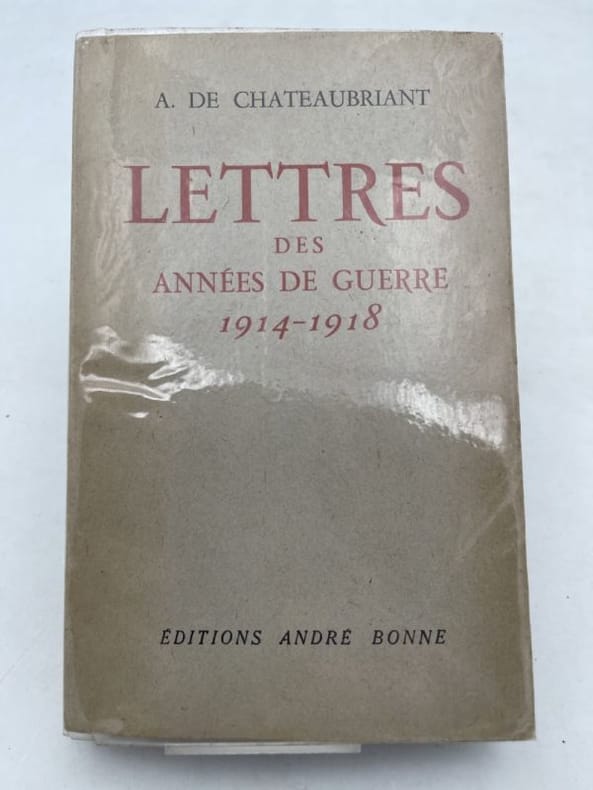 A. DE CHATEAUBRIANT
LETTRES
DES
ANNÉES DE GUERRE
1914-1918
ÉDITIONS ANDRÉ BONNE